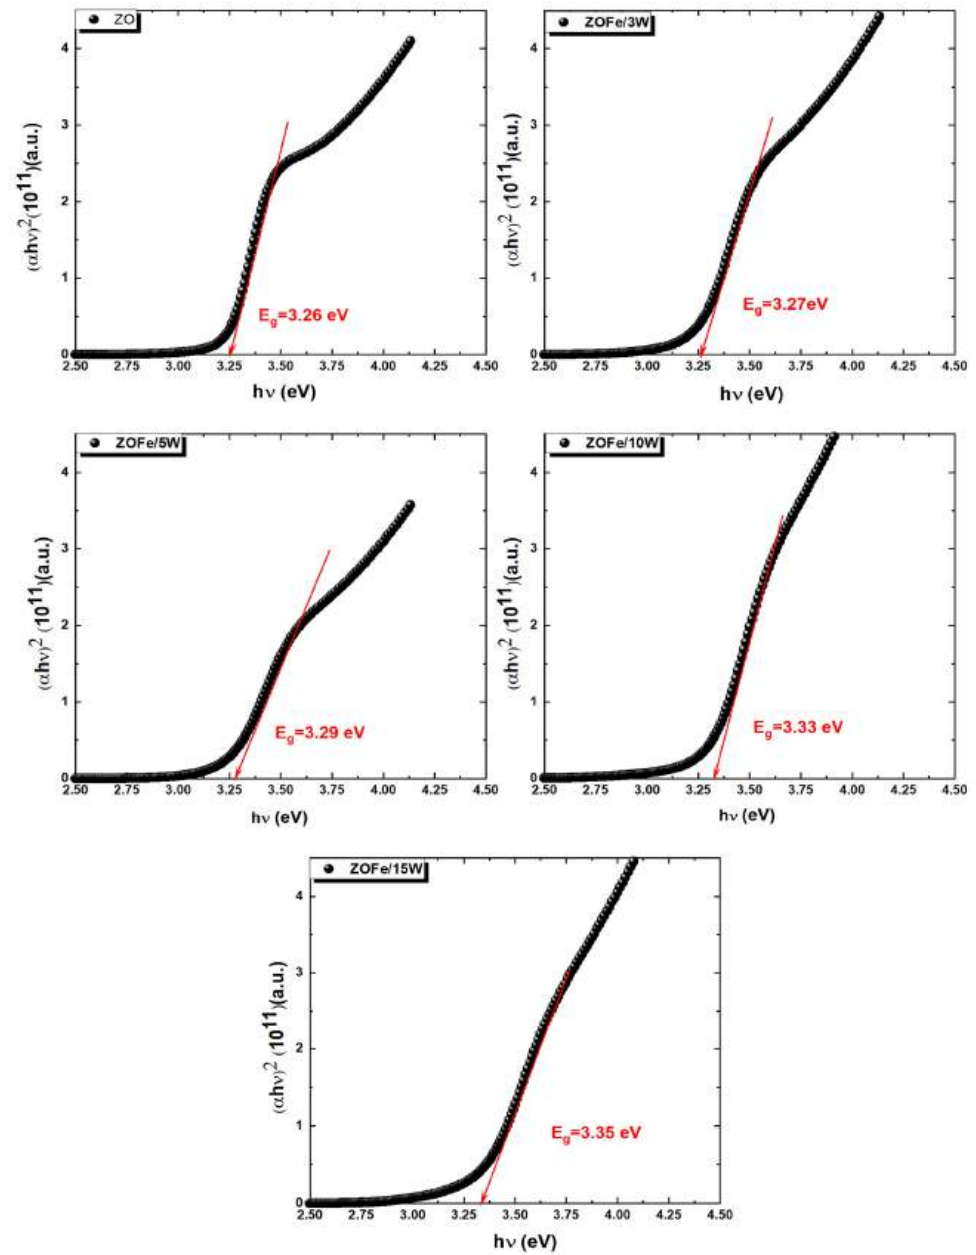 ZO
(αhν)²(10¹¹)(a.u.)
4
3
2
1
0
E_g=3.26 eV
2.50 2.75 3.00 3.25 3.50 3.75 4.00 4.25 4.50
hν (eV)
ZOFe/3W
(αhν)² (10¹¹)(a.u.)
4
3
2
1
0
E_g=3.27eV
2.50 2.75 3.00 3.25 3.50 3.75 4.00 4.25 4.50
hν (eV)
ZOFe/5W
(αhν)² (10¹¹)(a.u.)
4
3
2
1
0
E_g=3.29 eV
2.50 2.75 3.00 3.25 3.50 3.75 4.00 4.25 4.50
hν (eV)
ZOFe/10W
(αhν)² (10¹¹)(a.u.)
4
3
2
1
0
E_g=3.33 eV
2.50 2.75 3.00 3.25 3.50 3.75 4.00 4.25 4.50
hν (eV)
ZOFe/15W
(αhν)² (10¹¹)(a.u.)
4
3
2
1
0
E_g=3.35 eV
2.50 2.75 3.00 3.25 3.50 3.75 4.00 4.25 4.50
hν (eV)